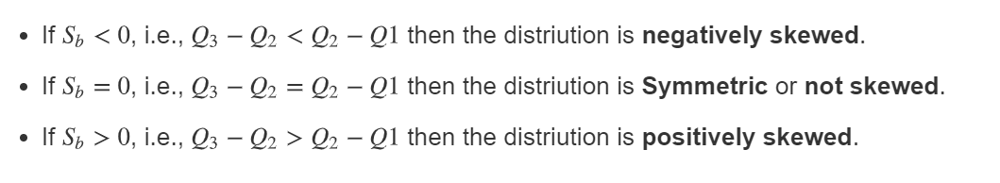 • If S_b < 0, i.e., Q_3 − Q_2 < Q_2 − Q1 then the distriution is negatively skewed.
• If S_b = 0, i.e., Q_3 − Q_2 = Q_2 − Q1 then the distriution is Symmetric or not skewed.
• If S_b > 0, i.e., Q_3 − Q_2 > Q_2 − Q1 then the distriution is positively skewed.